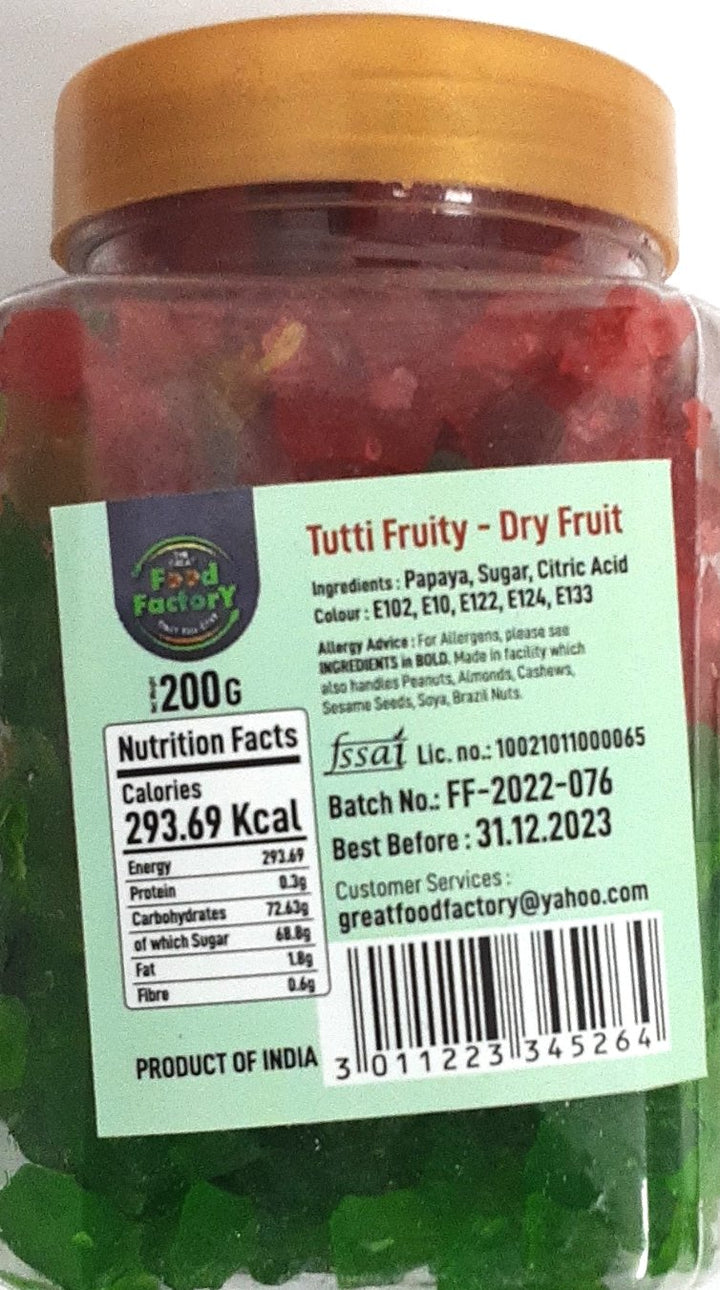 THE
GREAT
Food
FactorY
Tutti Fruity - Dry Fruit
Ingredients : Papaya, Sugar, Citric Acid
Colour : E102, E10, E122, E124, E133
Allergy Advice : For Allergens, please see
INGREDIENTS in BOLD. Made in facility which
also handles Peanuts, Almonds, Cashews,
Sesame Seeds, Soya, Brazil Nuts.
200G
Nutrition Facts
Calories
293.69 Kcal
Energy 293.69
Protein 0.3g
Carbohydrates 72.63g
of which Sugar 68.8g
Fat 1.8g
Fibre 0.6g
fssai Lic. no.: 10021011000065
Batch No.: FF-2022-076
Best Before : 31.12.2023
Customer Services :
greatfoodfactory@yahoo.com
3 011223 345264
PRODUCT OF INDIA